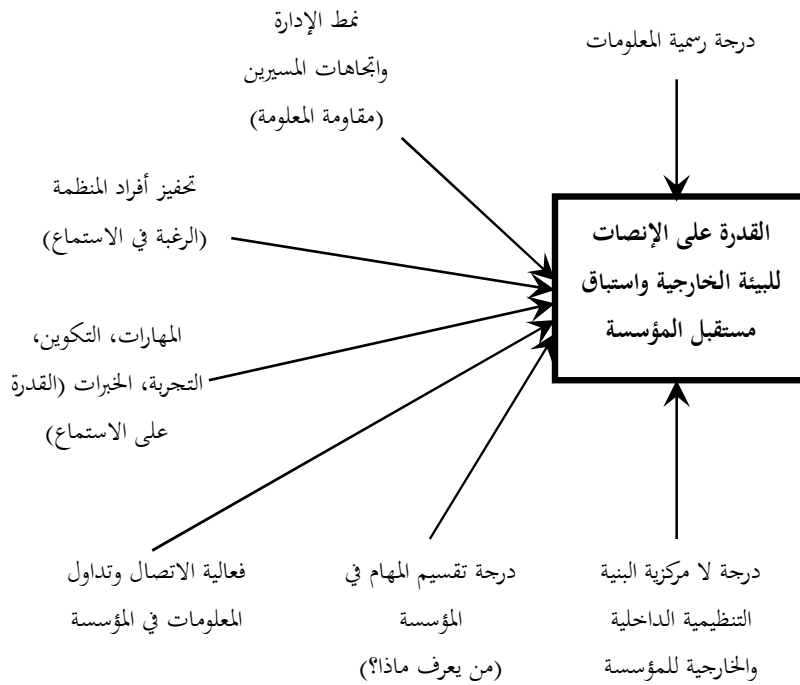 نمط الإدارة
واتجاهات المسيرين
(مقاومة المعلومة)
درجة رسمية المعلومات
تحفيز أفراد المنظمة
(الرغبة في الاستماع)
القدرة على الإنصات
للبيئة الخارجية واستباق
مستقبل المؤسسة
المهارات، التكوين،
التجربة، الخبرات (القدرة
على الاستماع)
فعالية الاتصال وتداول
المعلومات في المؤسسة
درجة تقسيم المهام في
المؤسسة
(من يعرف ماذا؟)
درجة لا مركزية البنية
التنظيمية الداخلية
والخارجية للمؤسسة